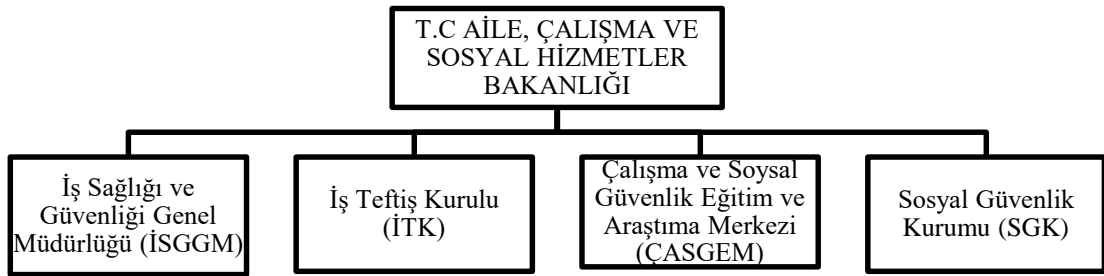 T.C AİLE, ÇALIŞMA VE
SOSYAL HİZMETLER
BAKANLIĞI
İş Sağlığı ve
Güvenliği Genel
Müdürlüğü (İSGGM)
İş Teftiş Kurulu
(İTK)
Çalışma ve Soysal
Güvenlik Eğitim ve
Araştıma Merkezi
(ÇASGEM)
Sosyal Güvenlik
Kurumu (SGK)